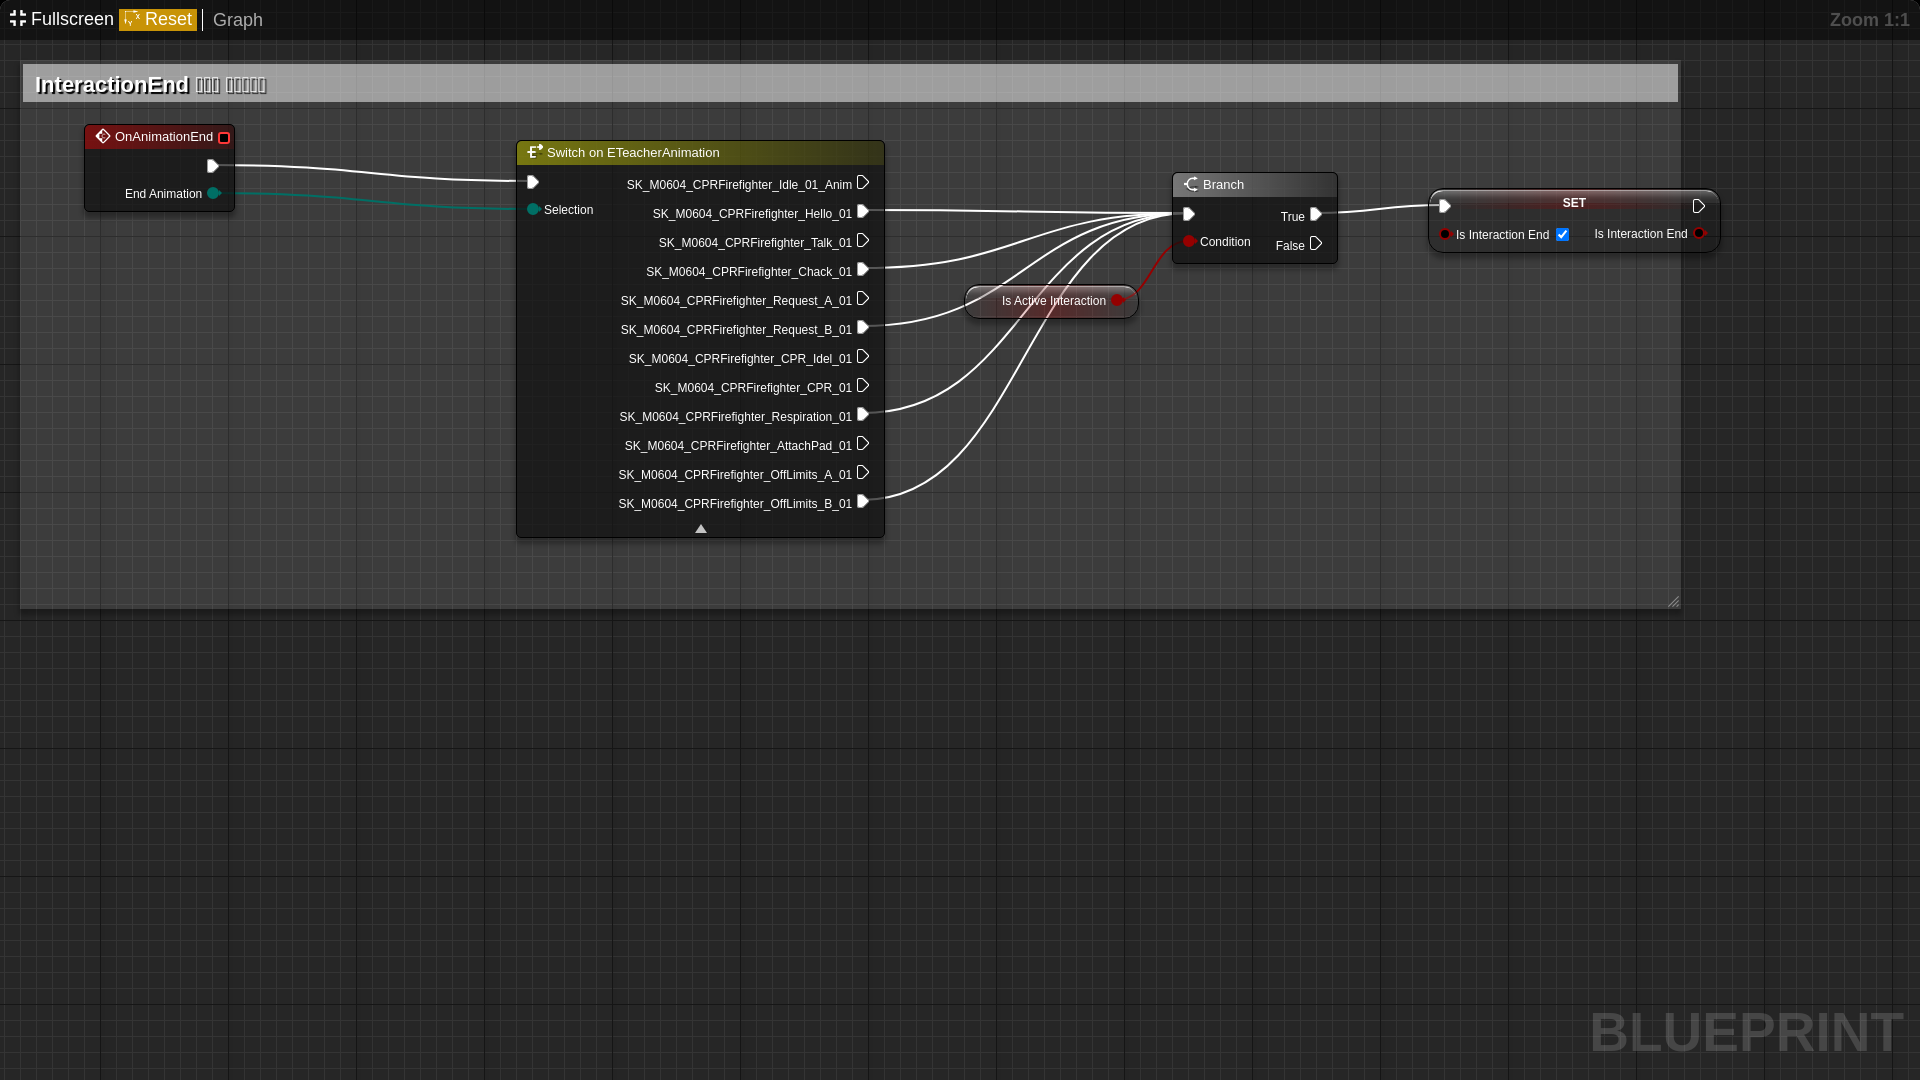 Fullscreen Reset Graph Zoom 1:1
InteractionEnd
OnAnimationEnd
End Animation
Switch on ETeacherAnimation
Selection
SK_M0604_CPRFirefighter_Idle_01_Anim
SK_M0604_CPRFirefighter_Hello_01
SK_M0604_CPRFirefighter_Talk_01
SK_M0604_CPRFirefighter_Chack_01
SK_M0604_CPRFirefighter_Request_A_01
SK_M0604_CPRFirefighter_Request_B_01
SK_M0604_CPRFirefighter_CPR_Idel_01
SK_M0604_CPRFirefighter_CPR_01
SK_M0604_CPRFirefighter_Respiration_01
SK_M0604_CPRFirefighter_AttachPad_01
SK_M0604_CPRFirefighter_OffLimits_A_01
SK_M0604_CPRFirefighter_OffLimits_B_01
Is Active Interaction
Branch
True
Condition
False
SET
Is Interaction End Is Interaction End
BLUEPRINT